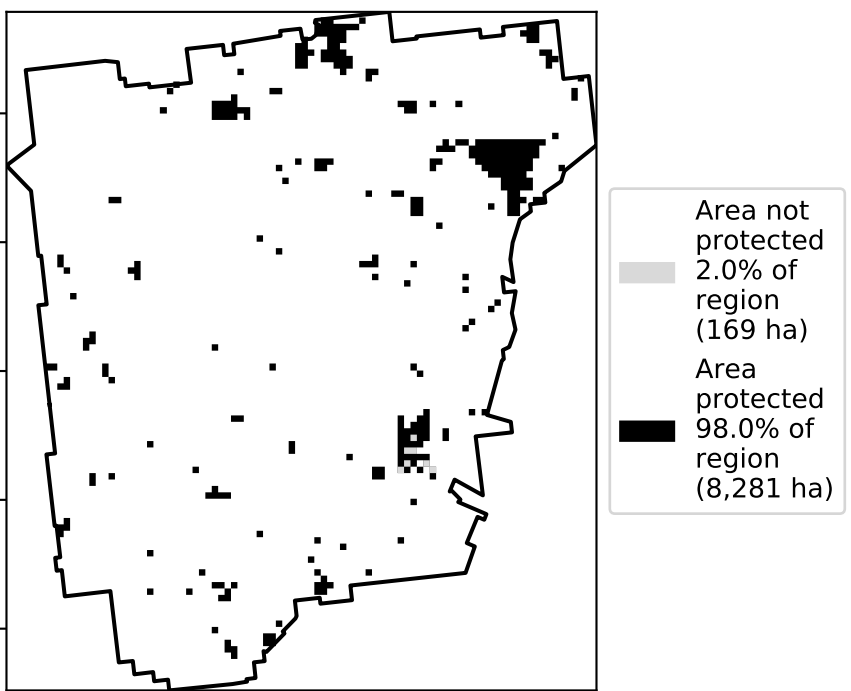 Area not
protected
2.0% of
region
(169 ha)
Area
protected
98.0% of
region
(8,281 ha)